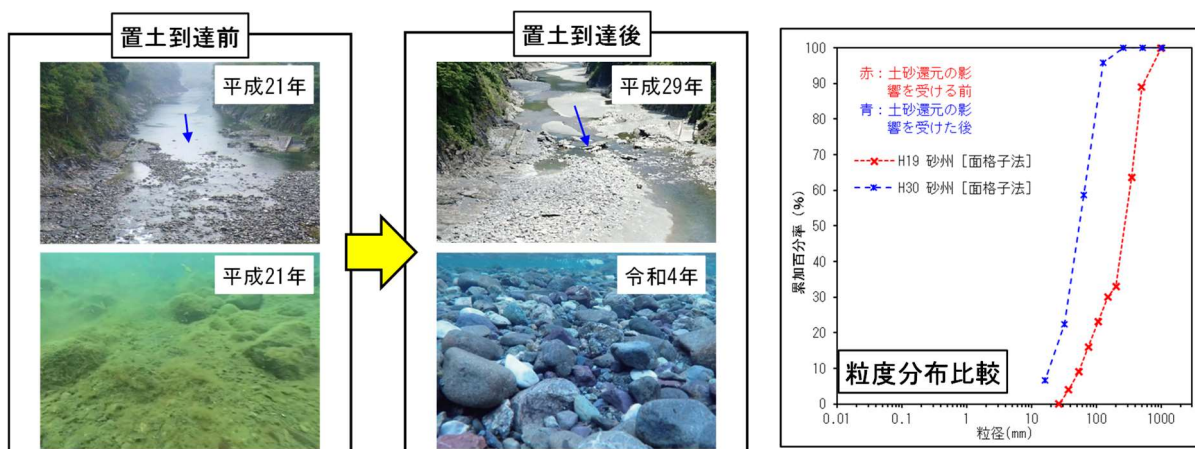 置土到達前
平成21年
平成21年
置土到達後
平成29年
令和4年
赤：土砂還元の影
響を受ける前
青：土砂還元の影
響を受けた後
H19 砂州 [面格子法]
H30 砂州 [面格子法]
粒度分布比較
累加百分率 (%)
100
90
80
70
60
50
40
30
20
10
0
0.01
0.1
1
10
100
1000
粒径(mm)